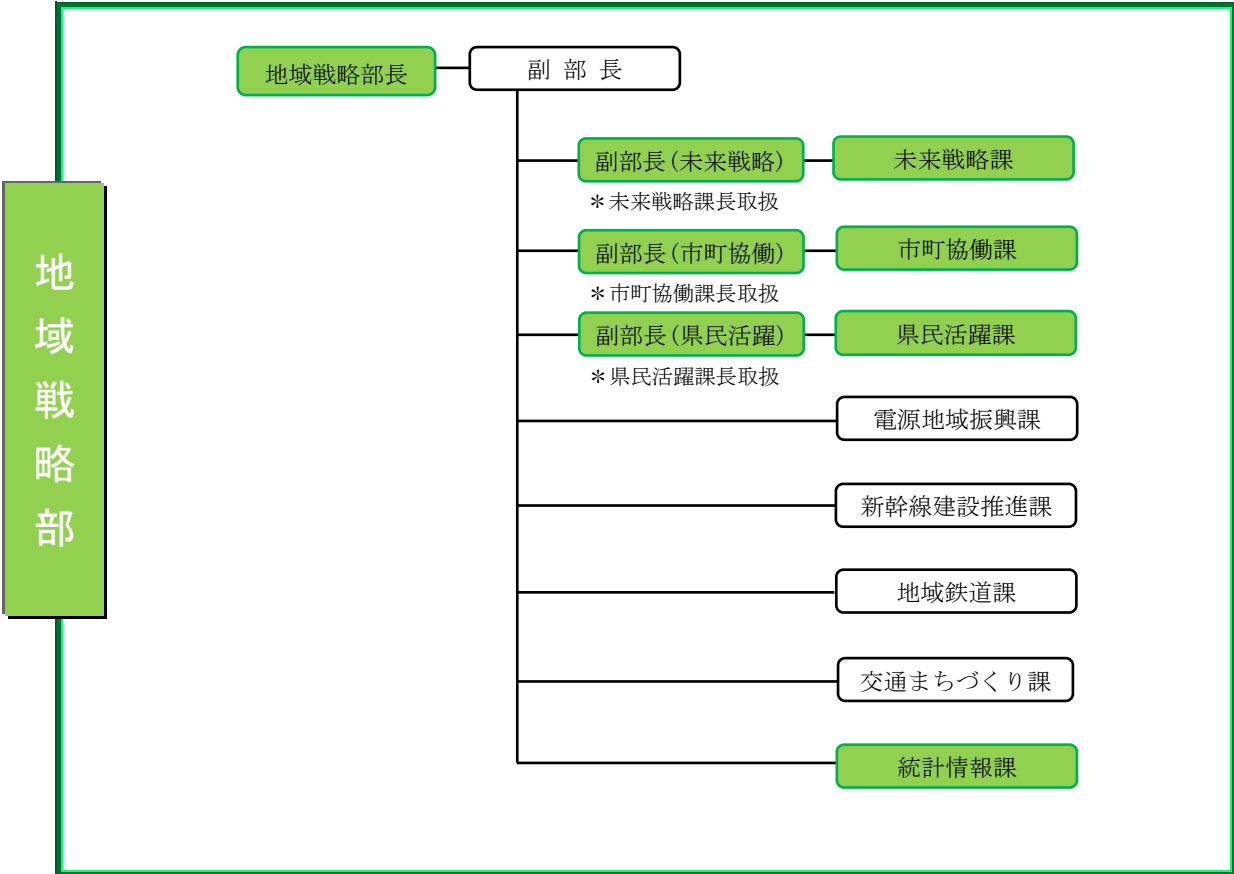 地域戦略部
地域戦略部長
副部長
副部長(未来戦略)
未来戦略課
＊未来戦略課長取扱
副部長(市町協働)
市町協働課
＊市町協働課長取扱
副部長(県民活躍)
県民活躍課
＊県民活躍課長取扱
電源地域振興課
新幹線建設推進課
地域鉄道課
交通まちづくり課
統計情報課